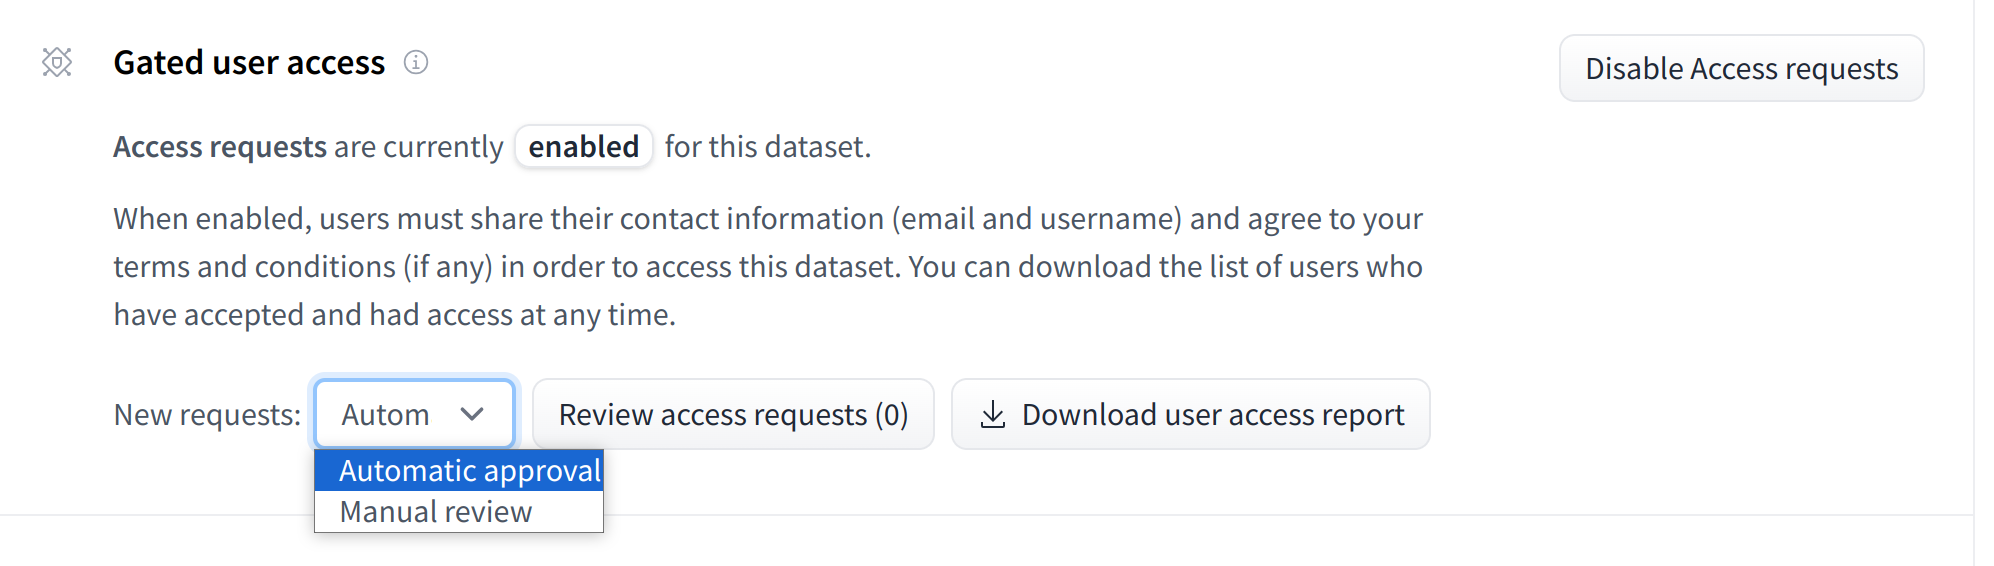 Gated user access
Disable Access requests
Access requests are currently enabled for this dataset.
When enabled, users must share their contact information (email and username) and agree to your
terms and conditions (if any) in order to access this dataset. You can download the list of users who
have accepted and had access at any time.
New requests: Autom Review access requests (0) Download user access report
Automatic approval
Manual review